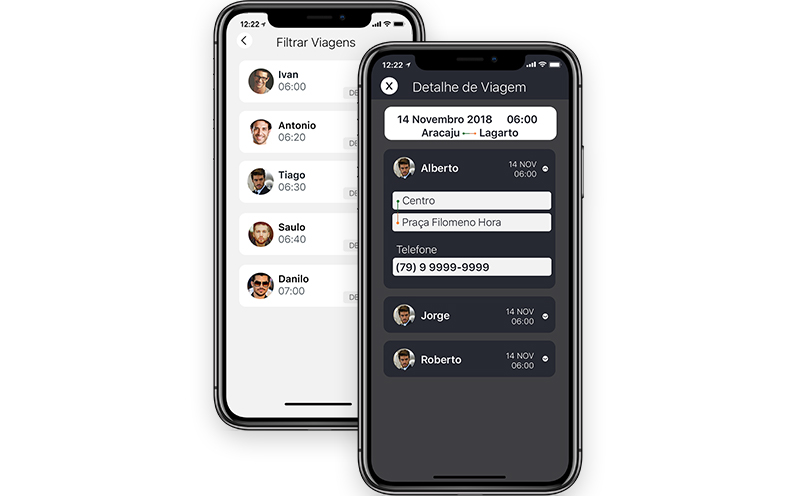 12:22
Filtrar Viagens
Ivan
06:00
DE
Antonio
06:20
DE
Tiago
06:30
DE
Saulo
06:40
DE
Danilo
07:00
DE
12:22
X
Detalhe de Viagem
14 Novembro 2018 06:00
Aracaju Lagarto
Alberto
14 NOV
06:00
Centro
Praça Filomeno Hora
Telefone
(79) 9 9999-9999
Jorge
14 NOV
06:00
Roberto
14 NOV
06:00